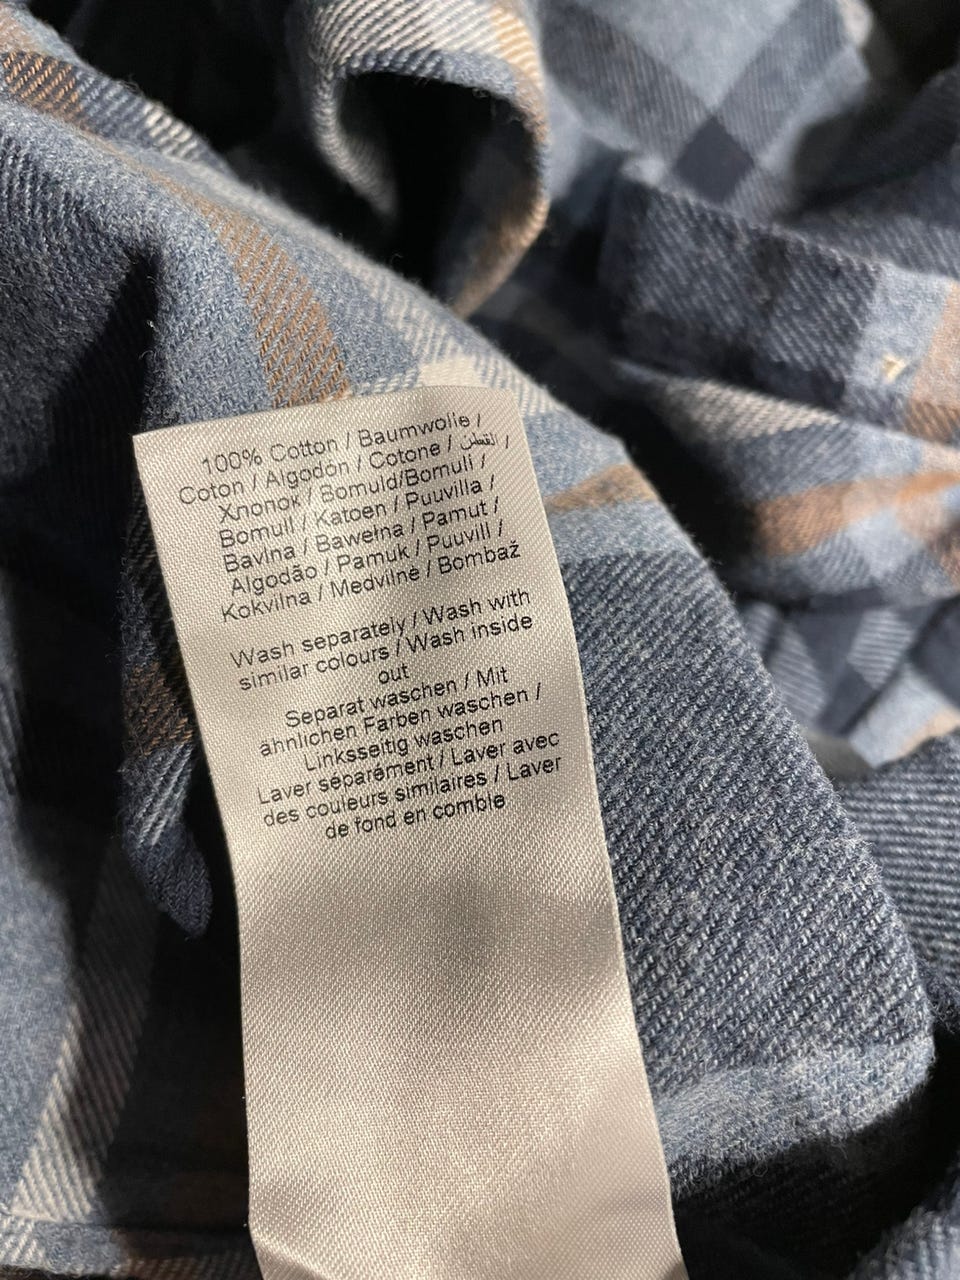 100% Cotton / Baumwolle /
Coton / Algodón / Cotone / القطن /
Хлопок / Bomuld/Bomuli /
Bomull / Katoen / Puuvilla /
Bavlna / Bawełna / Pamut /
Algodão / Pamuk / Puuvill /
Kokvilna / Medvilnė / Bombaž
Wash separately / Wash with
similar colours / Wash inside
out
Separat waschen / Mit
ähnlichen Farben waschen /
Linksseitig waschen
Laver séparément / Laver avec
des couleurs similaires / Laver
de fond en comble